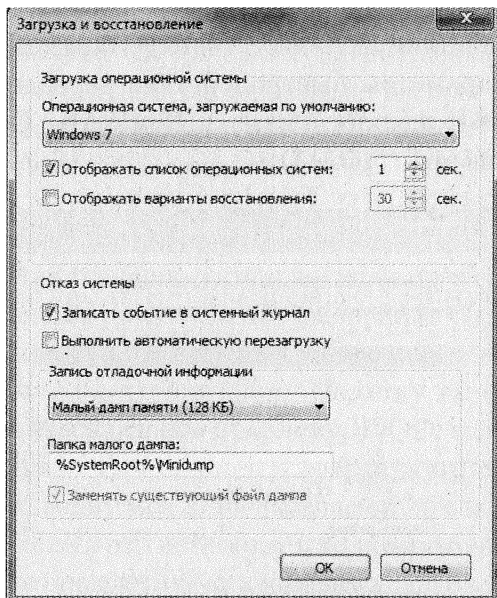 Загрузка и восстановление
Загрузка операционной системы
Операционная система, загружаемая по умолчанию:
Windows 7
Отображать список операционных систем: 1 сек.
Отображать варианты восстановления: 30 сек.
Отказ системы
Записать событие в системный журнал
Выполнить автоматическую перезагрузку
Запись отладочной информации
Малый дамп памяти (128 КБ)
Папка малого дампа:
%SystemRoot%\Minidump
Заменять существующий файл дампа
ОК Отмена